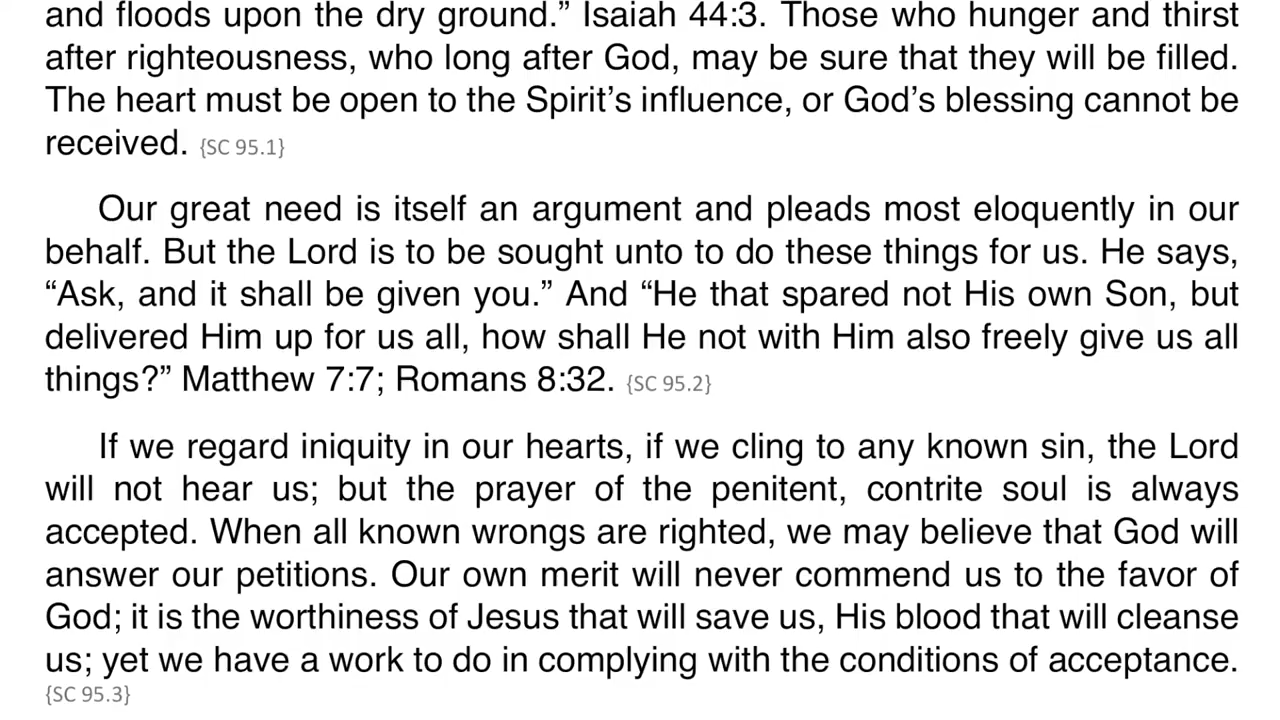 and floods upon the dry ground.” Isaiah 44:3. Those who hunger and thirst
after righteousness, who long after God, may be sure that they will be filled.
The heart must be open to the Spirit’s influence, or God’s blessing cannot be
received. {SC 95.1}
Our great need is itself an argument and pleads most eloquently in our
behalf. But the Lord is to be sought unto to do these things for us. He says,
“Ask, and it shall be given you.” And “He that spared not His own Son, but
delivered Him up for us all, how shall He not with Him also freely give us all
things?” Matthew 7:7; Romans 8:32. {SC 95.2}
If we regard iniquity in our hearts, if we cling to any known sin, the Lord
will not hear us; but the prayer of the penitent, contrite soul is always
accepted. When all known wrongs are righted, we may believe that God will
answer our petitions. Our own merit will never commend us to the favor of
God; it is the worthiness of Jesus that will save us, His blood that will cleanse
us; yet we have a work to do in complying with the conditions of acceptance.
{SC 95.3}